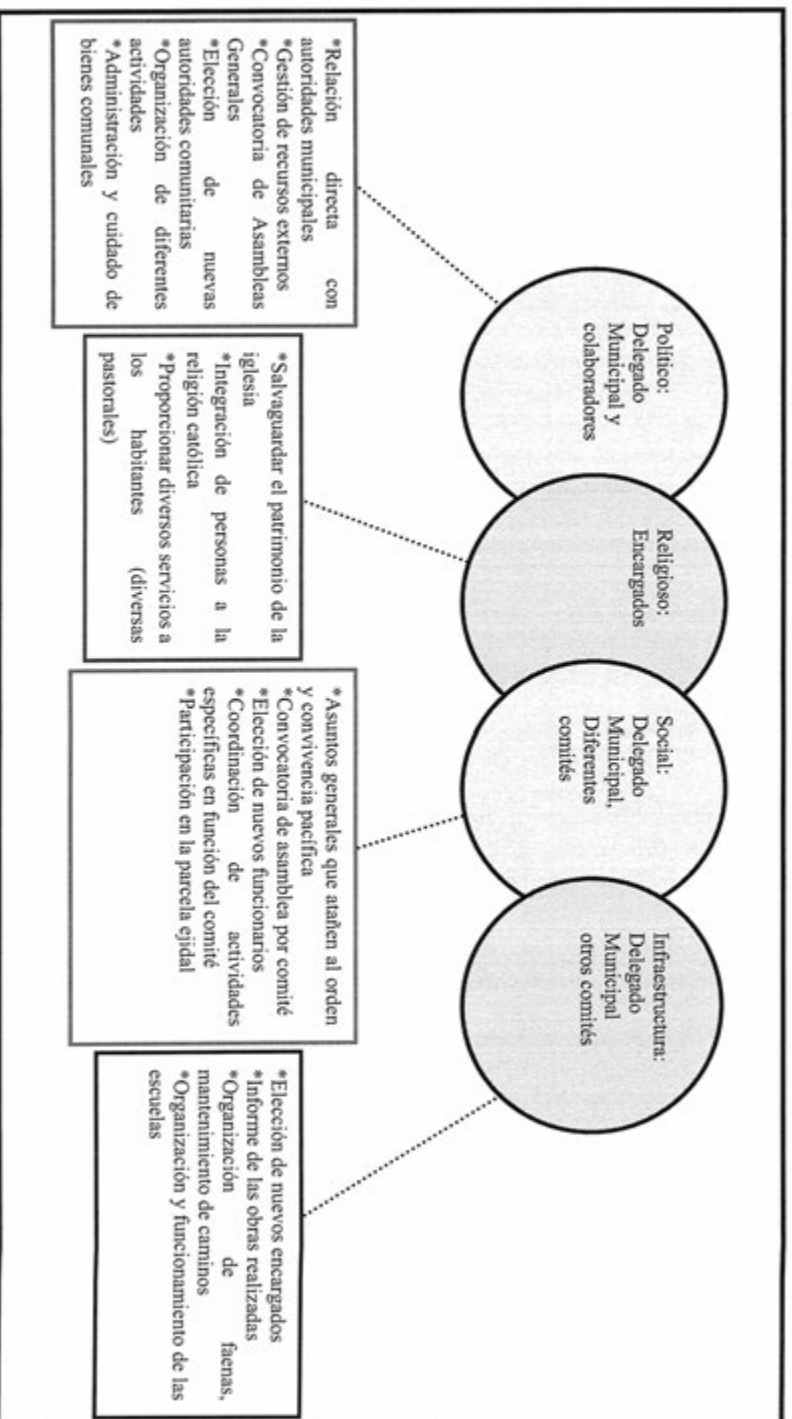 Político:
Delegado
Municipal y
colaboradores
Religioso:
Encargados
Social:
Delegado
Municipal,
Diferentes
comités
Infraestructura:
Delegado
Municipal
otros comités
*Relación directa con
autoridades municipales
*Gestión de recursos externos
*Convocatoria de Asambleas
Generales
*Elección de nuevas
autoridades comunitarias
*Organización de diferentes
actividades
*Administración y cuidado de
bienes comunales
*Salvaguardar el patrimonio de la
iglesia
*Integración de personas a la
religión católica
*Proporcionar diversos servicios a
los habitantes (diversas
pastorales)
*Asuntos generales que atañen al orden
y convivencia pacífica
*Convocatoria de asamblea por comité
*Elección de nuevos funcionarios
*Coordinación de actividades
específicas en función del comité
*Participación en la parcela ejidal
*Elección de nuevos encargados
*Informe de las obras realizadas
*Organización de faenas,
mantenimiento de caminos
*Organización y funcionamiento de las
escuelas